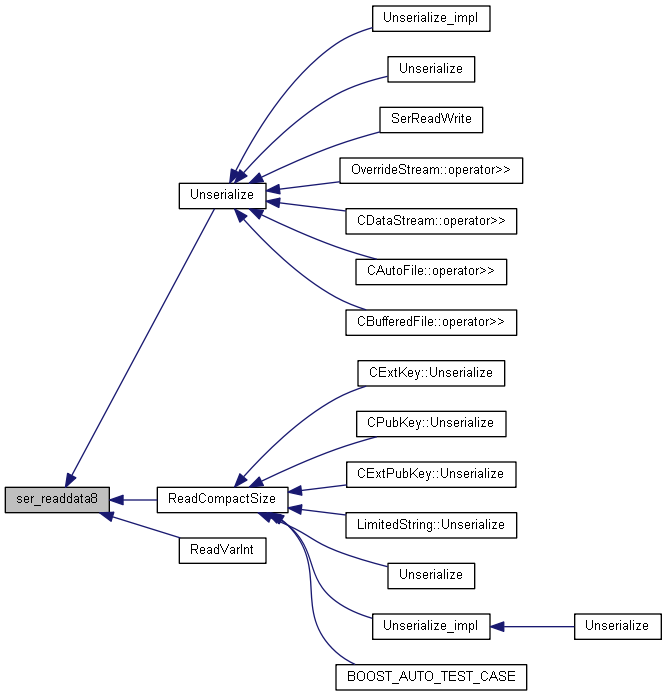 Unserialize_impl
Unserialize
SerReadWrite
OverrideStream::operator>>
Unserialize
CDataStream::operator>>
CAutoFile::operator>>
CBufferedFile::operator>>
CExtKey::Unserialize
CPubKey::Unserialize
CExtPubKey::Unserialize
ser_readdata8
ReadCompactSize
LimitedString::Unserialize
ReadVarInt
Unserialize
Unserialize_impl
Unserialize
BOOST_AUTO_TEST_CASE